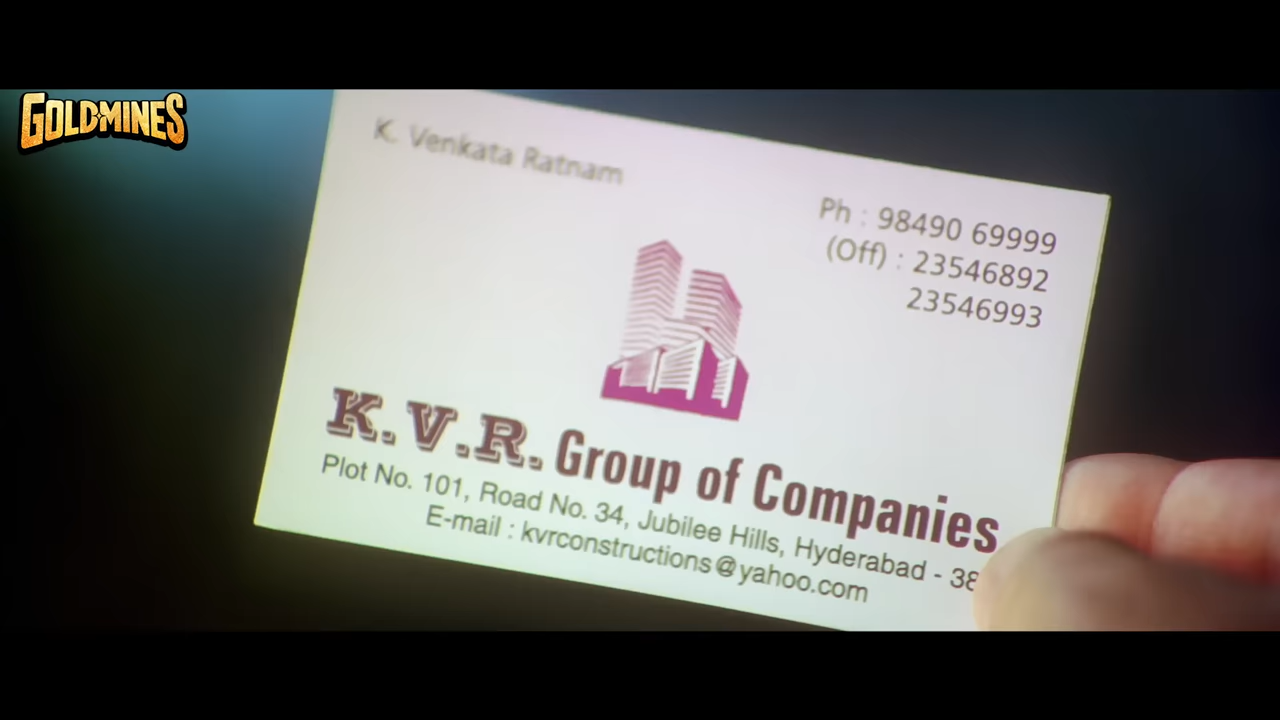 GOLDMINES
K. Venkata Ratnam
Ph : 98490 69999
(Off) : 23546892
23546993
K.V.R. Group of Companies
Plot No. 101, Road No. 34, Jubilee Hills, Hyderabad - 38
E-mail : kvrconstructions@yahoo.com